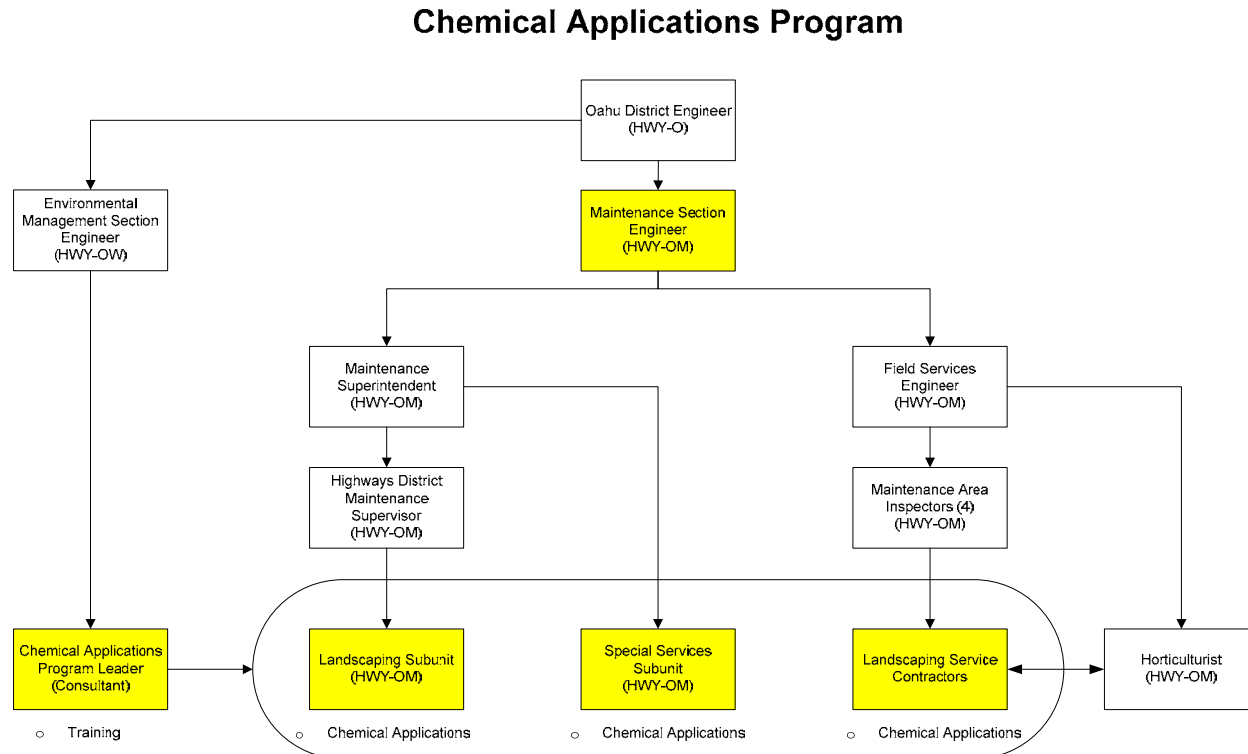 Chemical Applications Program
Oahu District Engineer
(HWY-O)
Environmental
Management Section
Engineer
(HWY-OW)
Maintenance Section
Engineer
(HWY-OM)
Maintenance
Superintendent
(HWY-OM)
Field Services
Engineer
(HWY-OM)
Highways District
Maintenance
Supervisor
(HWY-OM)
Maintenance Area
Inspectors (4)
(HWY-OM)
Chemical Applications
Program Leader
(Consultant)
Landscaping Subunit
(HWY-OM)
Special Services
Subunit
(HWY-OM)
Landscaping Service
Contractors
Horticulturist
(HWY-OM)
○ Training
○ Chemical Applications
○ Chemical Applications
○ Chemical Applications